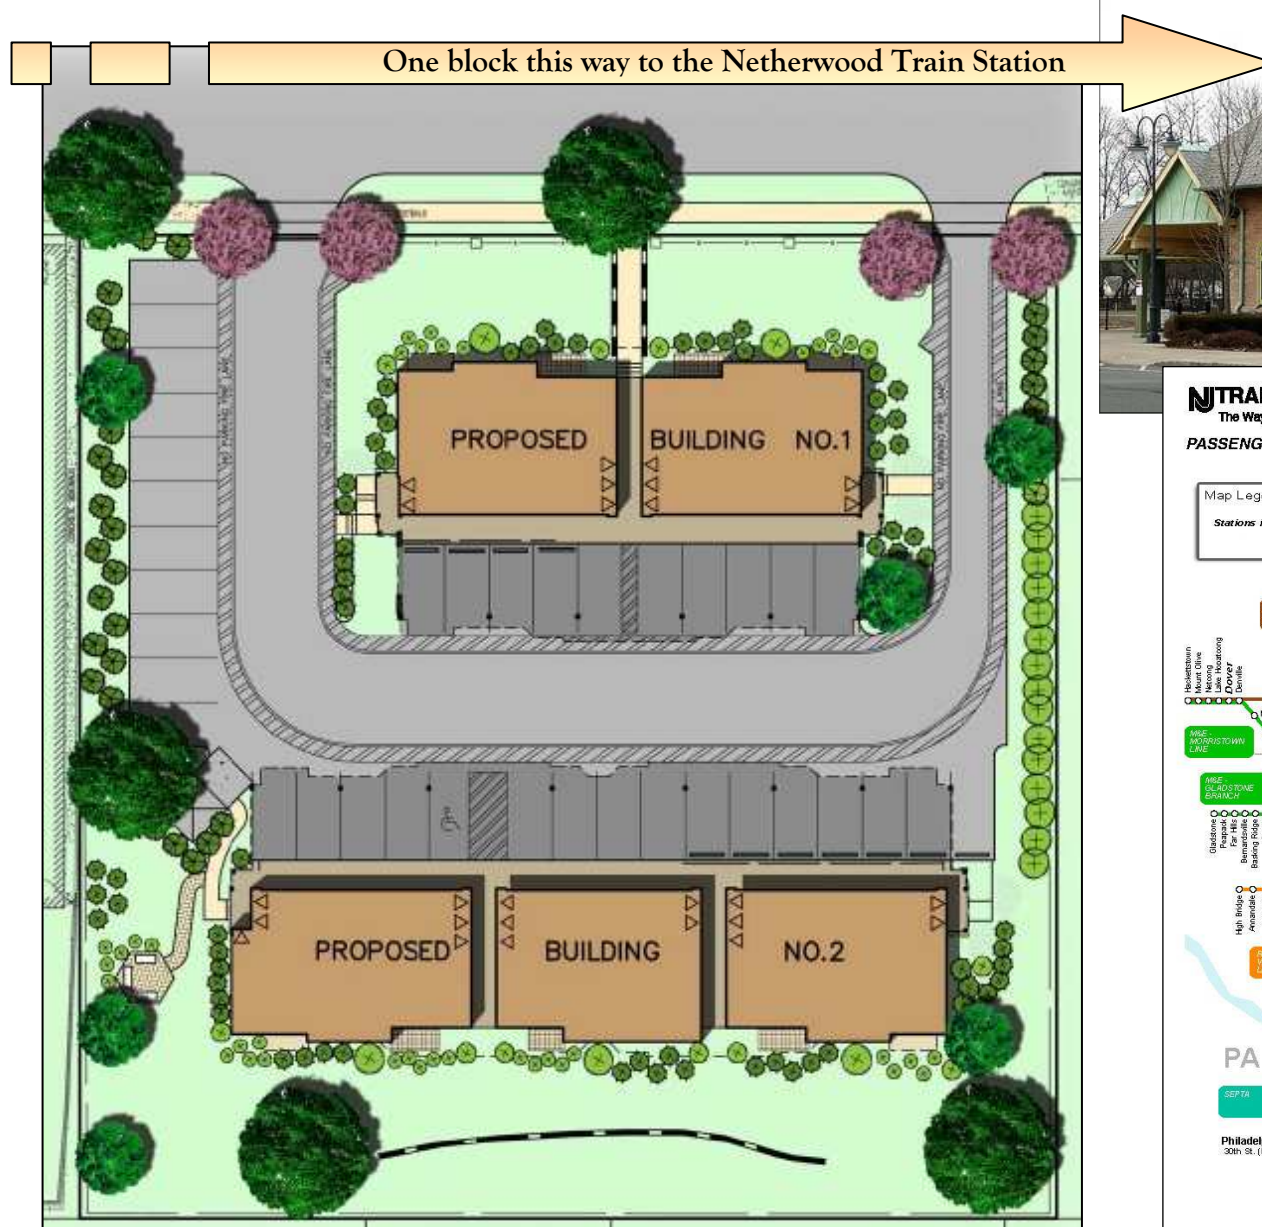 One block this way to the Netherwood Train Station
PROPOSED BUILDING NO.1
PROPOSED BUILDING NO.2
The Way
PASSENG
Map Leg
Stations
Hackettstown
Mount Olive
Netcong
Lake Hopatcong
Dover
Denville
M&E -
MORRISTOWN
LINE
M&E -
GLADSTONE
BRANCH
Gladstone
Peapack
Far Hills
Bernardsville
Basking Ridge
High Bridge
Annandale
PA
SEPTA
Philadel
30th St. (